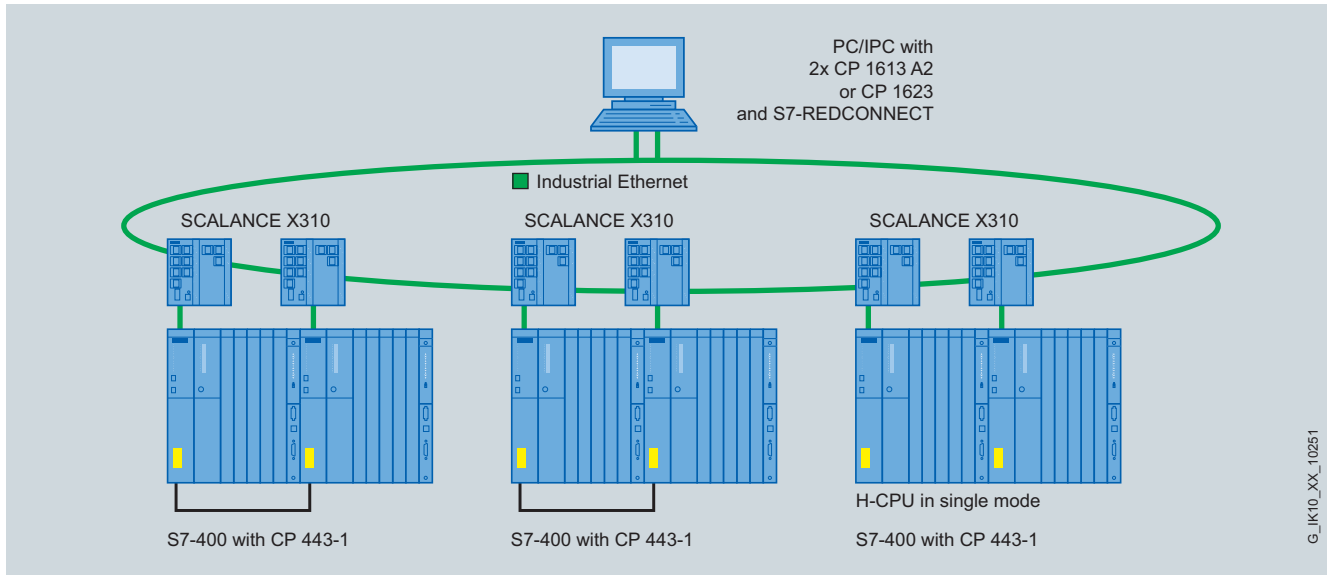 PC/IPC with
2x CP 1613 A2
or CP 1623
and S7-REDCONNECT
Industrial Ethernet
SCALANCE X310
SCALANCE X310
SCALANCE X310
H-CPU in single mode
S7-400 with CP 443-1
S7-400 with CP 443-1
S7-400 with CP 443-1
G_IK10_XX_10251